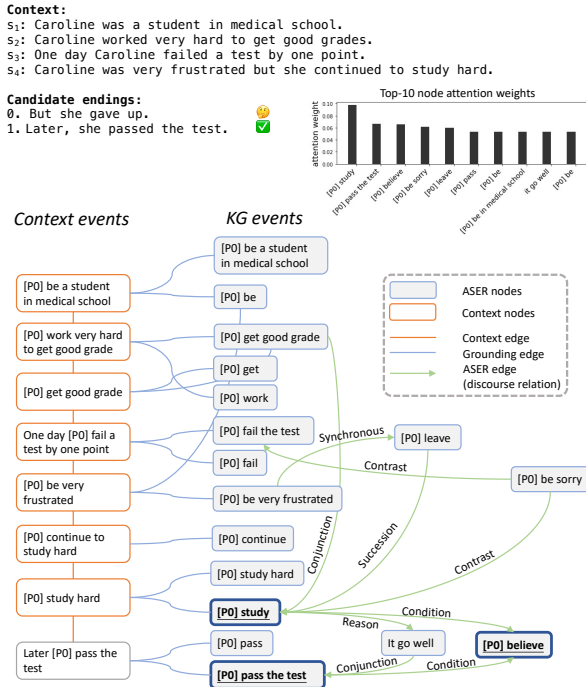 Context:
s₁: Caroline was a student in medical school.
s₂: Caroline worked very hard to get good grades.
s₃: One day Caroline failed a test by one point.
s₄: Caroline was very frustrated but she continued to study hard.
Candidate endings:
0. But she gave up.
1. Later, she passed the test.
Top-10 node attention weights
attention weight
0.10
0.08
0.06
0.04
0.02
0.00
[P0] study
[P0] pass the test
[P0] believe
[P0] be sorry
[P0] leave
[P0] pass
[P0] be
[P0] be in medical school
it go well
[P0] be
Context events
KG events
[P0] be a student
in medical school
[P0] work very hard
to get good grade
[P0] get good grade
One day [P0] fail a
test by one point
[P0] be very
frustrated
[P0] continue to
study hard
[P0] study hard
Later [P0] pass the
test
[P0] be a student
in medical school
[P0] be
[P0] get good grade
[P0] get
[P0] work
[P0] fail the test
[P0] fail
[P0] be very frustrated
[P0] continue
[P0] study hard
[P0] study
[P0] pass
[P0] pass the test
ASER nodes
Context nodes
Context edge
Grounding edge
ASER edge
(discourse relation)
Synchronous
[P0] leave
Contrast
[P0] be sorry
Conjunction
Succession
Contrast
Condition
Reason
It go well
[P0] believe
Conjunction
Condition